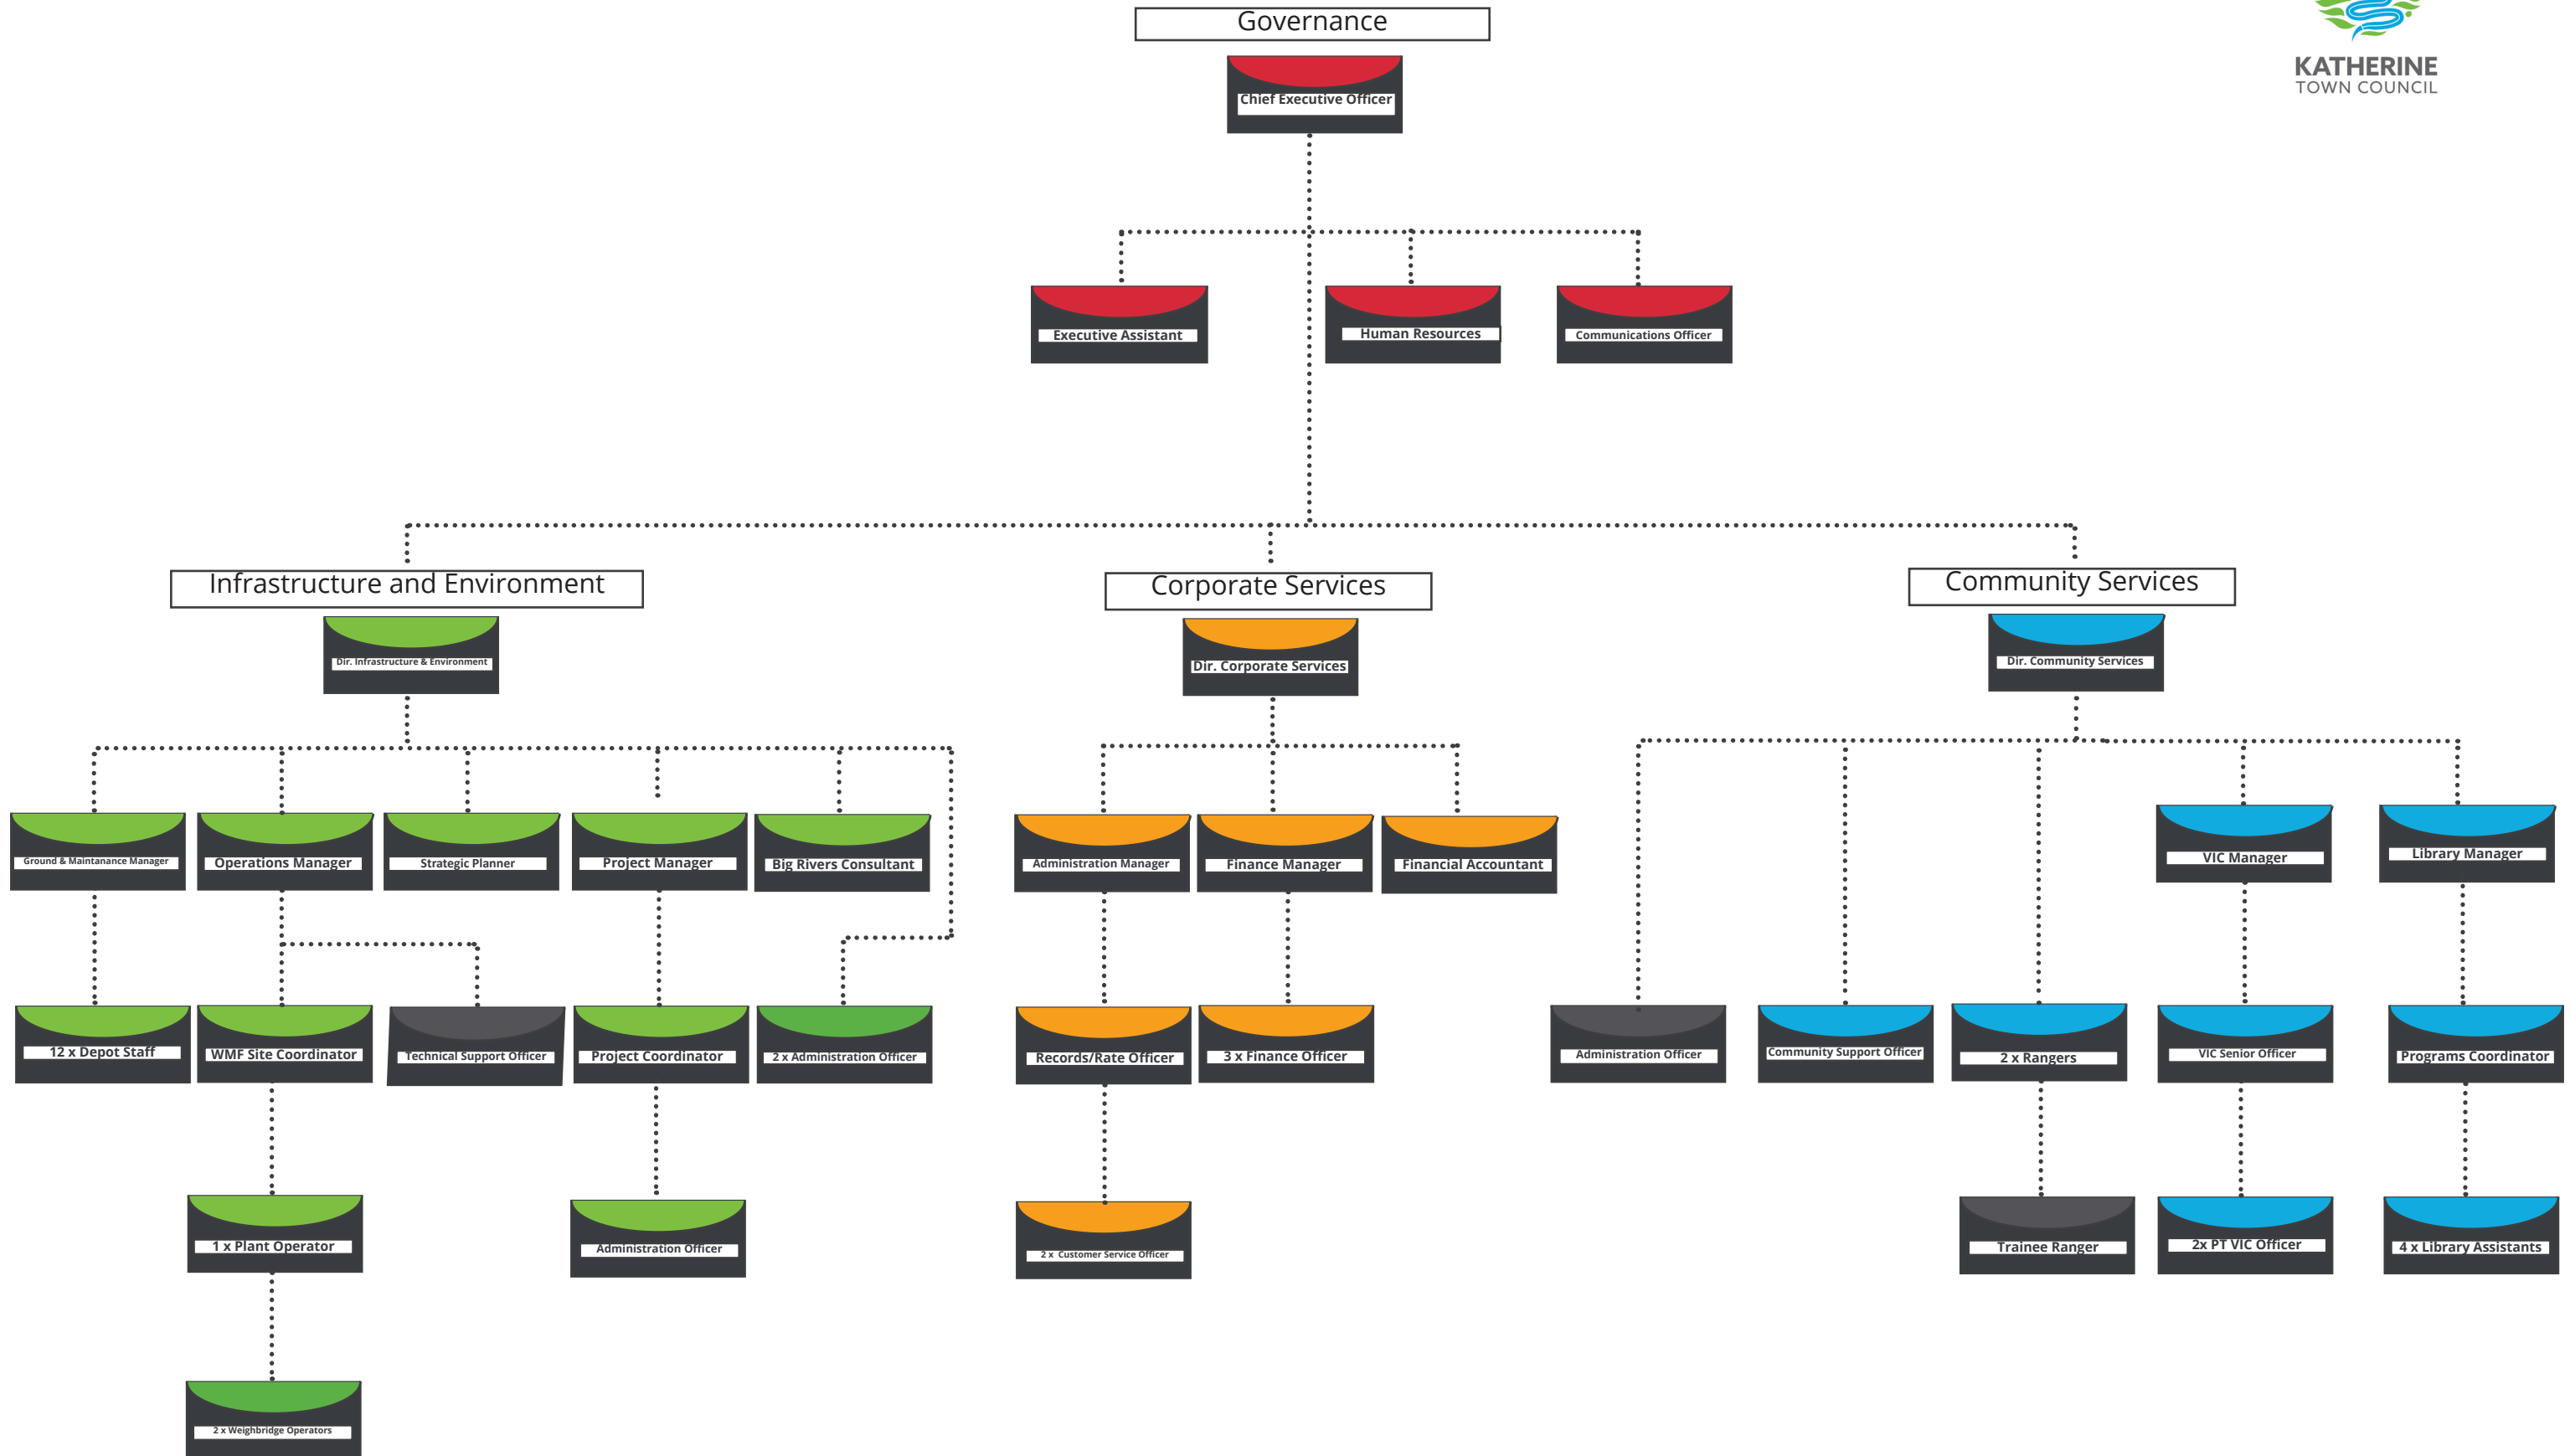 Governance
KATHERINE
TOWN COUNCIL
Chief Executive Officer
Executive Assistant
Human Resources
Communications Officer
Infrastructure and Environment
Corporate Services
Community Services
Dir. Infrastructure & Environment
Dir. Corporate Services
Dir. Community Services
Ground & Maintanance Manager
Operations Manager
Strategic Planner
Project Manager
Big Rivers Consultant
Administration Manager
Finance Manager
Financial Accountant
VIC Manager
Library Manager
12 x Depot Staff
WMF Site Coordinator
Technical Support Officer
Project Coordinator
2 x Administration Officer
Records/Rate Officer
3 x Finance Officer
Administration Officer
Community Support Officer
2 x Rangers
VIC Senior Officer
Programs Coordinator
1 x Plant Operator
Administration Officer
2 x Customer Service Officer
Trainee Ranger
2x PT VIC Officer
4 x Library Assistants
2 x Weighbridge Operators